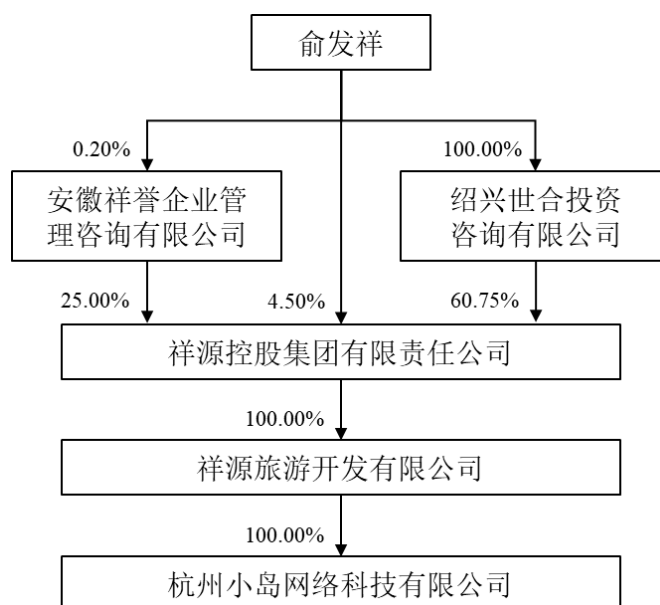 俞发祥
0.20%
100.00%
安徽祥誉企业管
理咨询有限公司
绍兴世合投资
咨询有限公司
25.00%
4.50%
60.75%
祥源控股集团有限责任公司
100.00%
祥源旅游开发有限公司
100.00%
杭州小岛网络科技有限公司